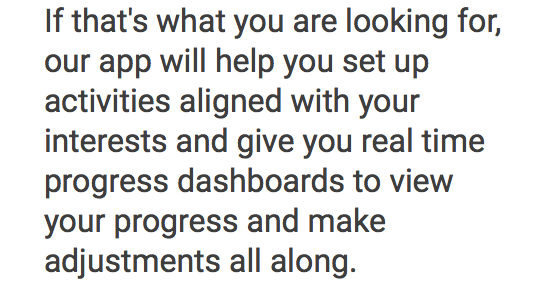 If that's what you are looking for,
our app will help you set up
activities aligned with your
interests and give you real time
progress dashboards to view
your progress and make
adjustments all along.